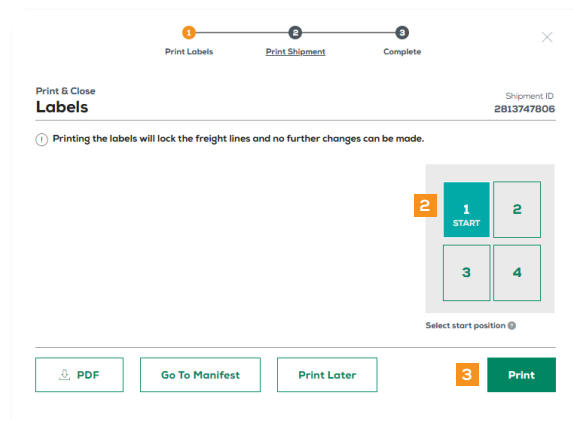 1 2 3
Print Labels Print Shipment Complete
Print & Close
Labels
Shipment ID
2813747806
Printing the labels will lock the freight lines and no further changes can be made.
2
1
START
2
3 4
Select start position ?
PDF Go To Manifest Print Later 3 Print